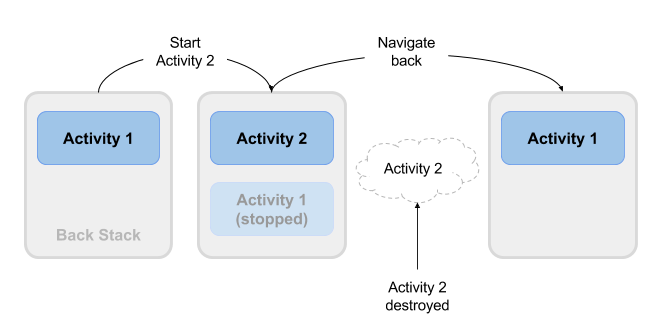 Start
Activity 2
Navigate
back
Activity 1
Activity 2
Activity 1
(stopped)
Back Stack
Activity 2
Activity 1
Activity 2
destroyed